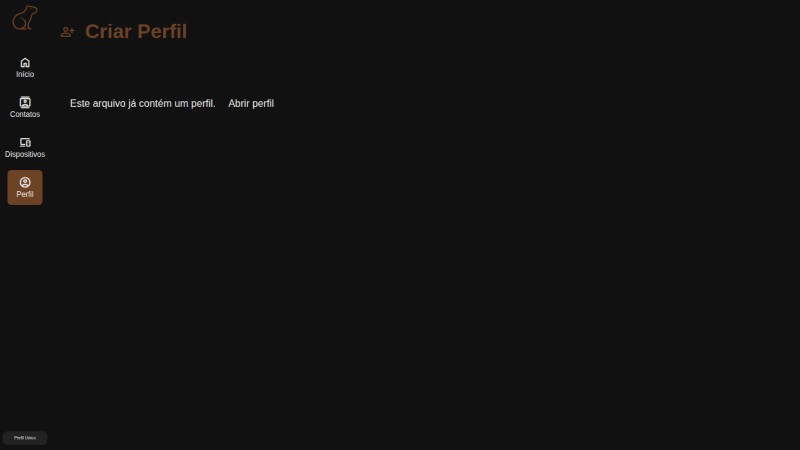 Criar Perfil
Início
Contatos
Dispositivos
Perfil
Este arquivo já contém um perfil. Abrir perfil
Perfil Único